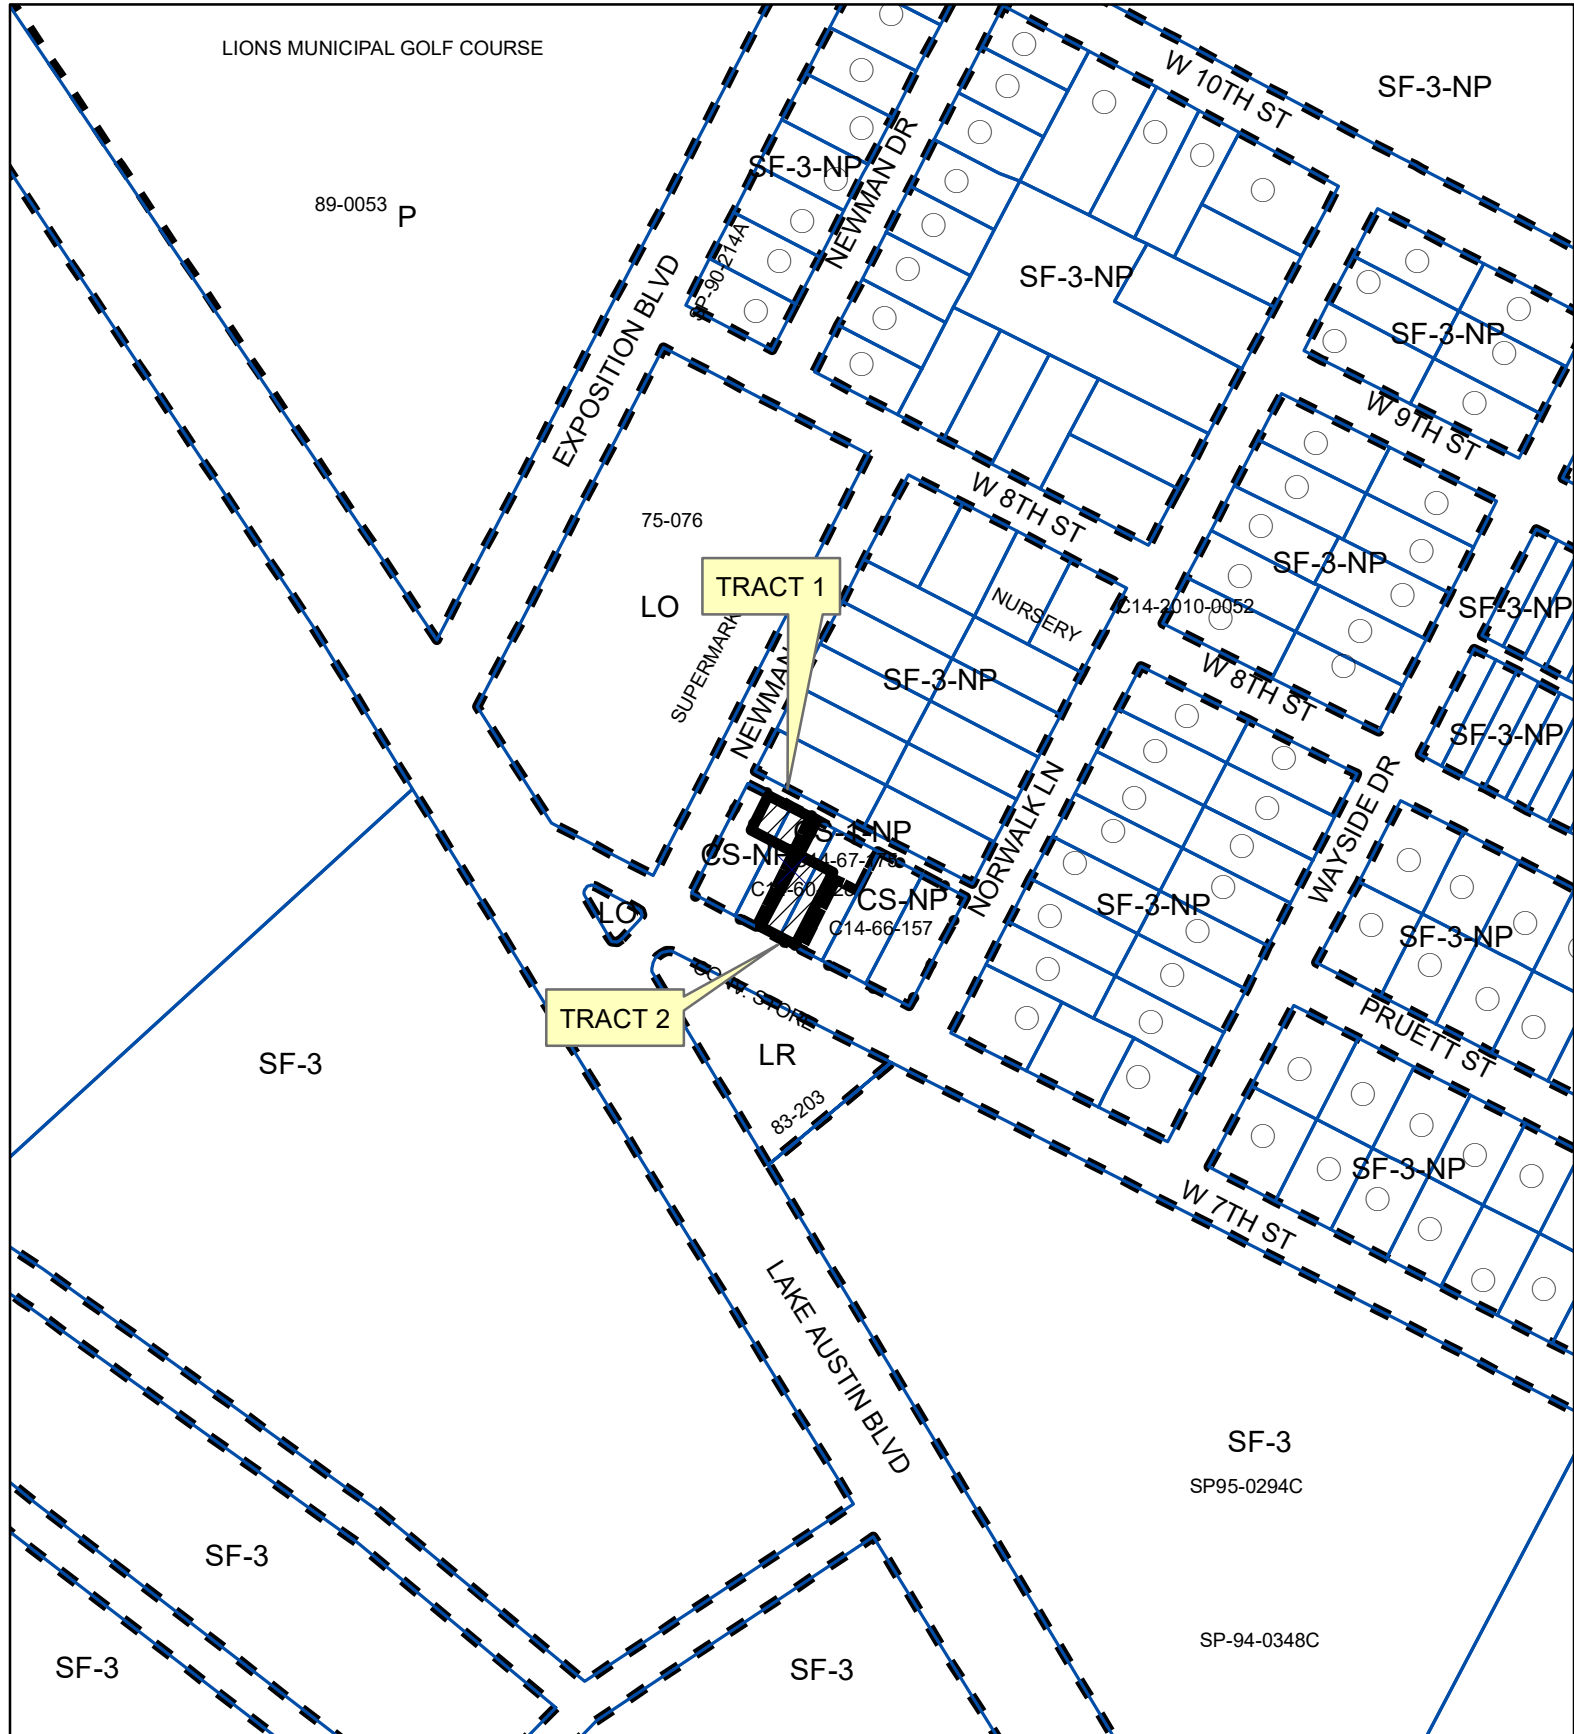 LIONS MUNICIPAL GOLF COURSE
W 10TH ST
SF-3-NP
NEWMAN DR
SF-3-NP
89-0053
P
SP-90-214A
SF-3-NP
EXPOSITION BLVD
SF-3-NP
W 9TH ST
75-076
W 8TH ST
SF-3-NP
TRACT 1
LO
NURSERY
C14-2010-0052
SF-3-NP
SUPERMARK
NEWMAN
SF-3-NP
W 8TH ST
SF-3-NP
NORWALK LN
WAYSIDE DR
CS-1-NP
CS-NP
CS-NP
C14-66-157
LO
SF-3-NP
SF-3-NP
TRACT 2
STORE
LR
PRUETT ST
SF-3
83-203
SF-3-NP
W 7TH ST
LAKE AUSTIN BLVD
SF-3
SP95-0294C
SF-3
SP-94-0348C
SF-3
SF-3